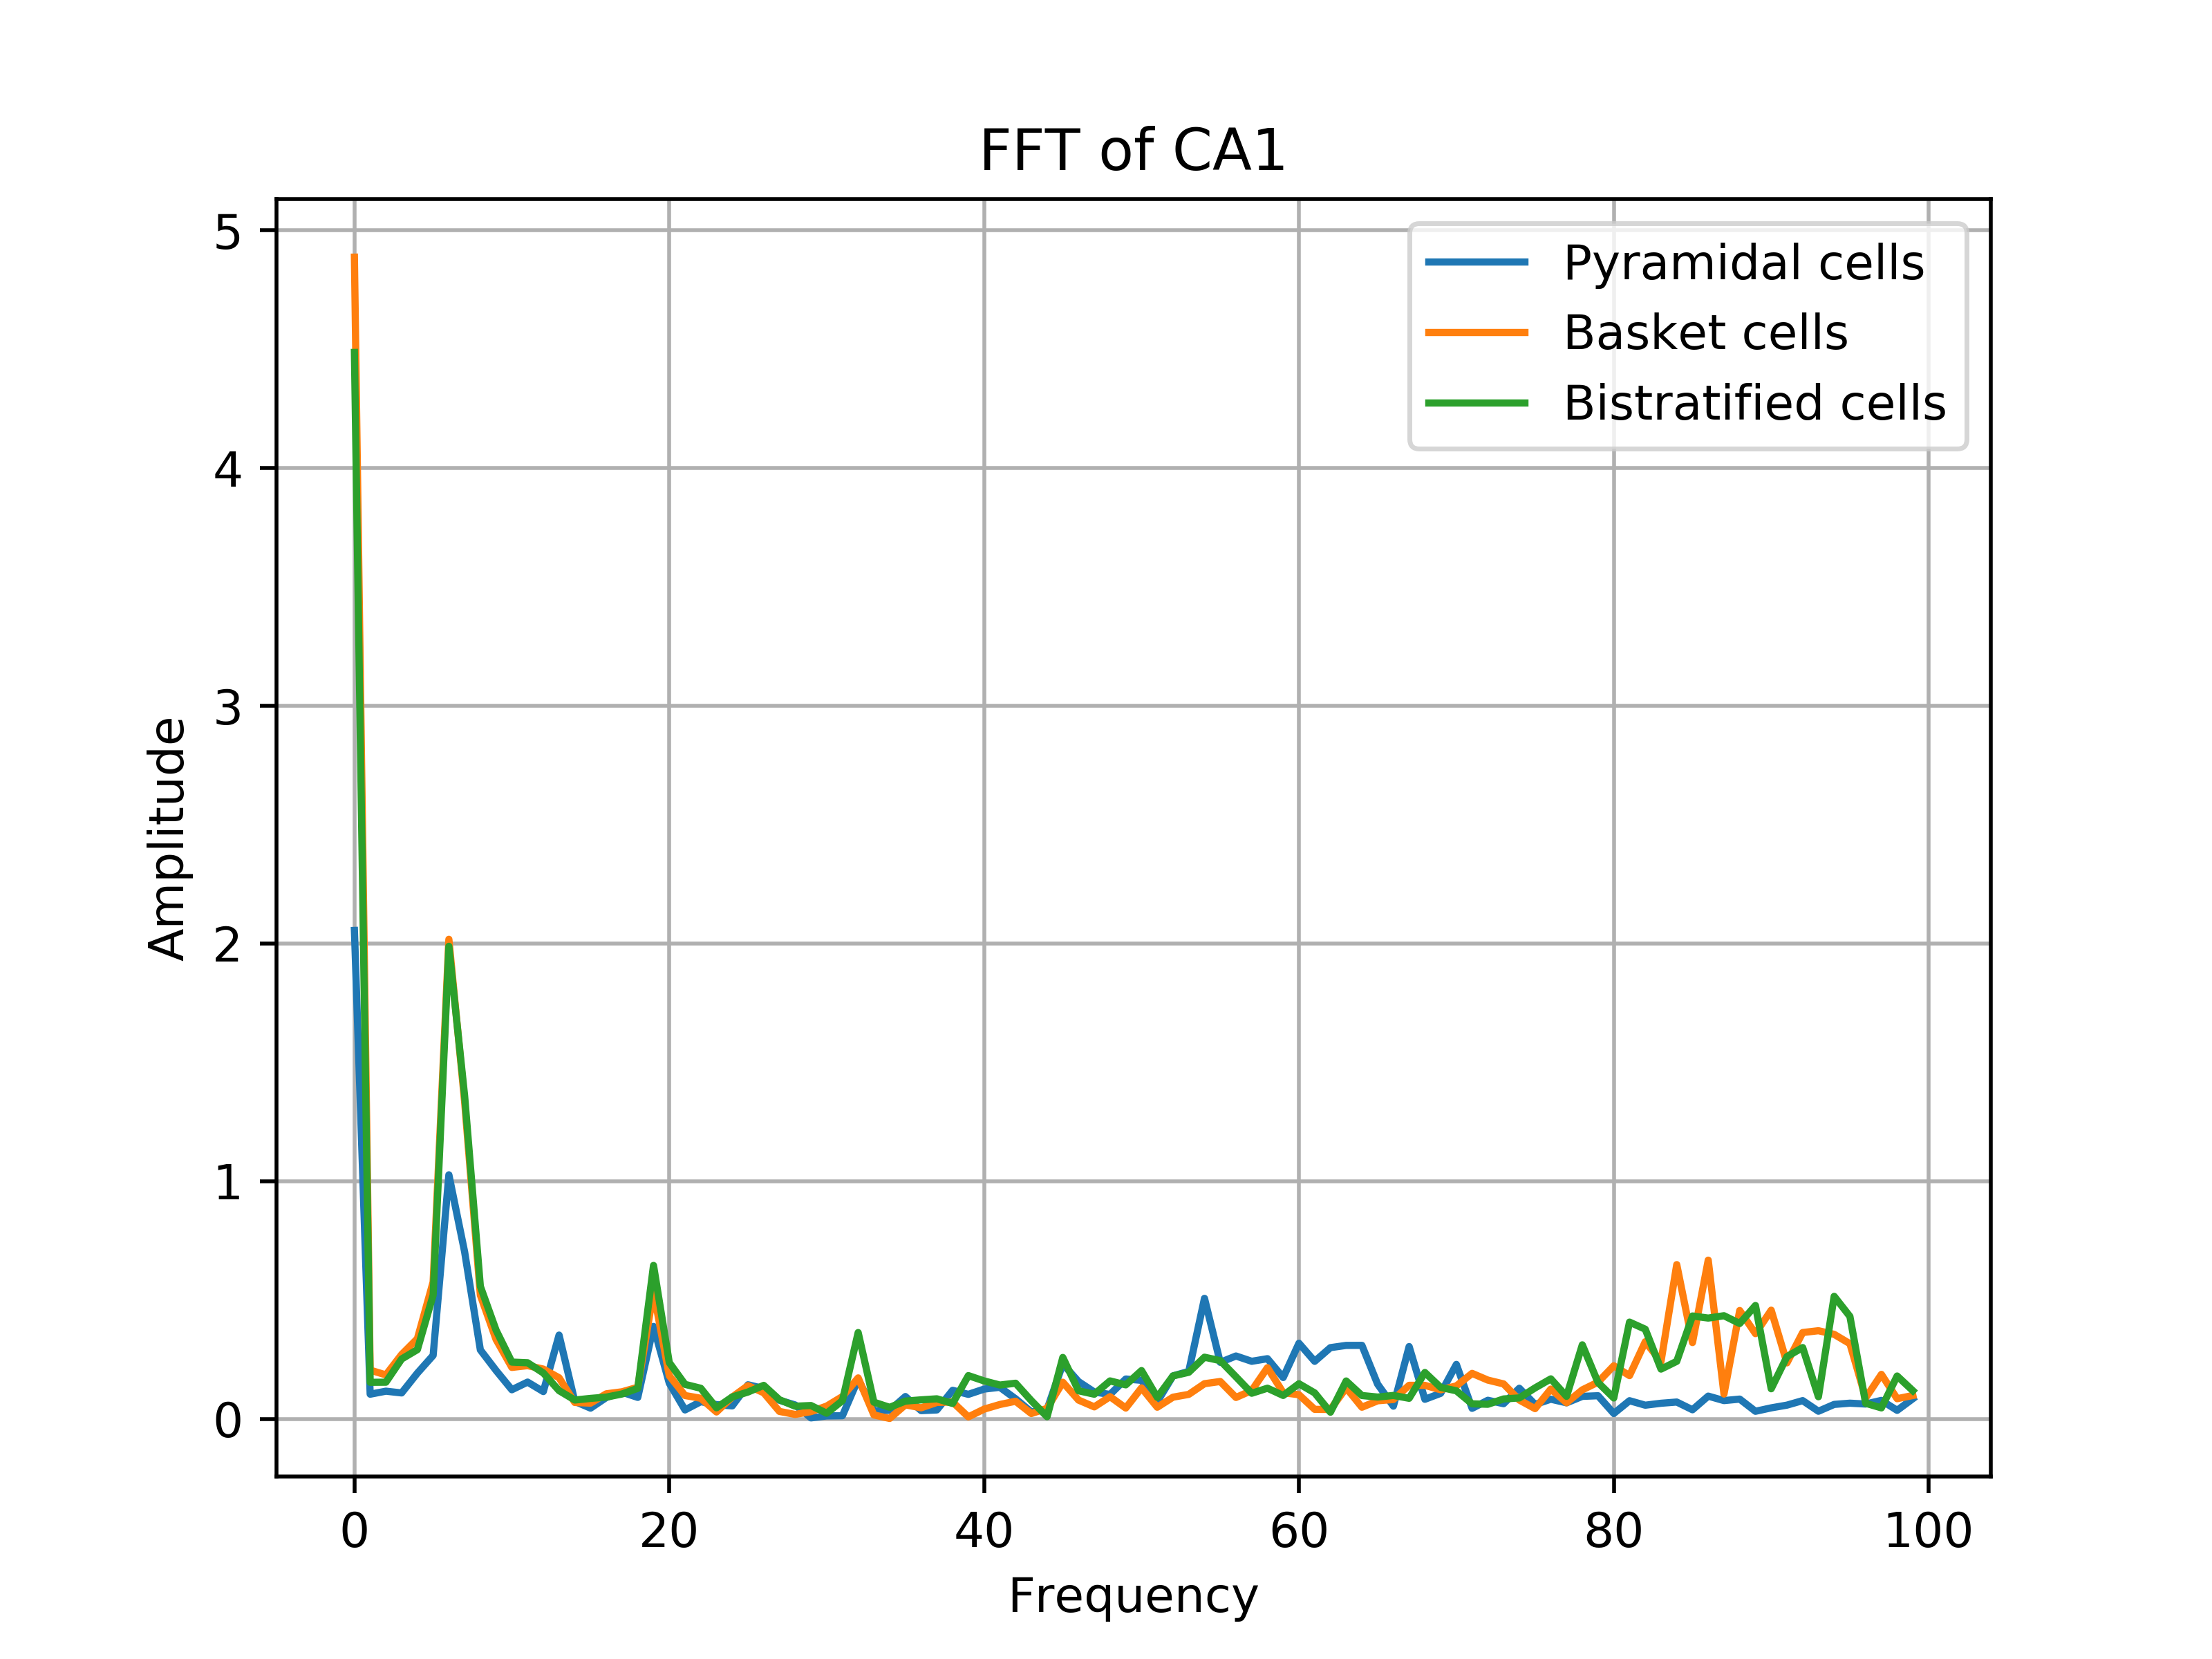 FFT of CA1
Pyramidal cells
Basket cells
Bistratified cells
Amplitude
5
4
3
2
1
0
0 20 40 60 80 100
Frequency